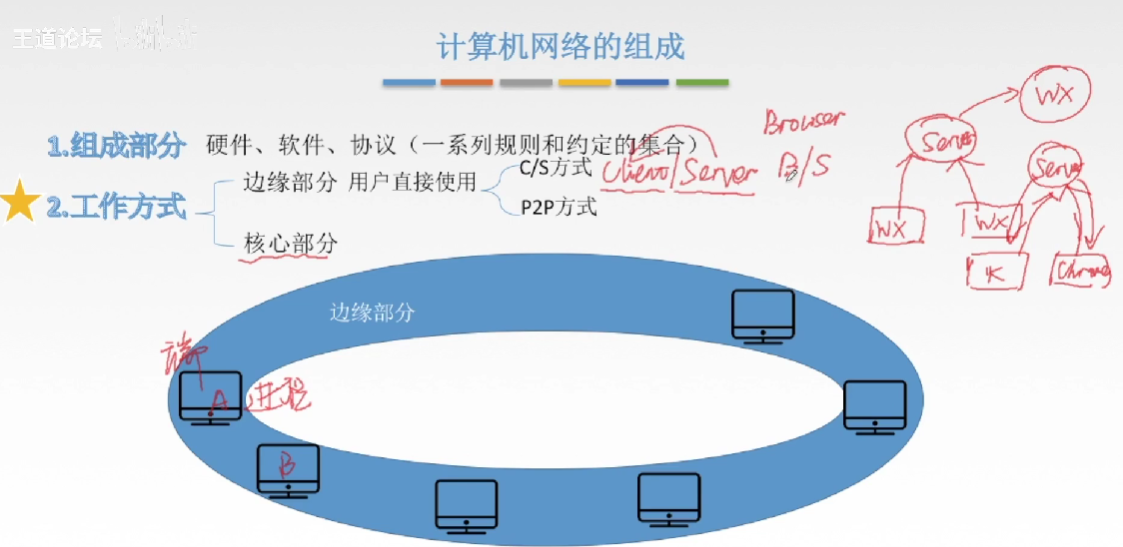 王道论坛
计算机网络的组成
1.组成部分 硬件、软件、协议（一系列规则和约定的集合）
2.工作方式
边缘部分 用户直接使用
C/S方式
P2P方式
核心部分
Client/Server
Browser
B/S
WX
Server
Server
WX
WX
K
边缘部分
端
A 进程
B